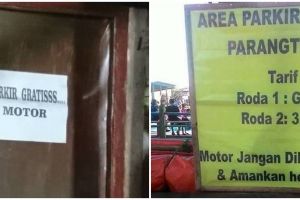 RKIR GRATISSS....
MOTOR
AREA PARKIR
PARANGT
Tarif
Roda 1 : G
Roda 2: 3
Motor Jangan Di
& Amankan he